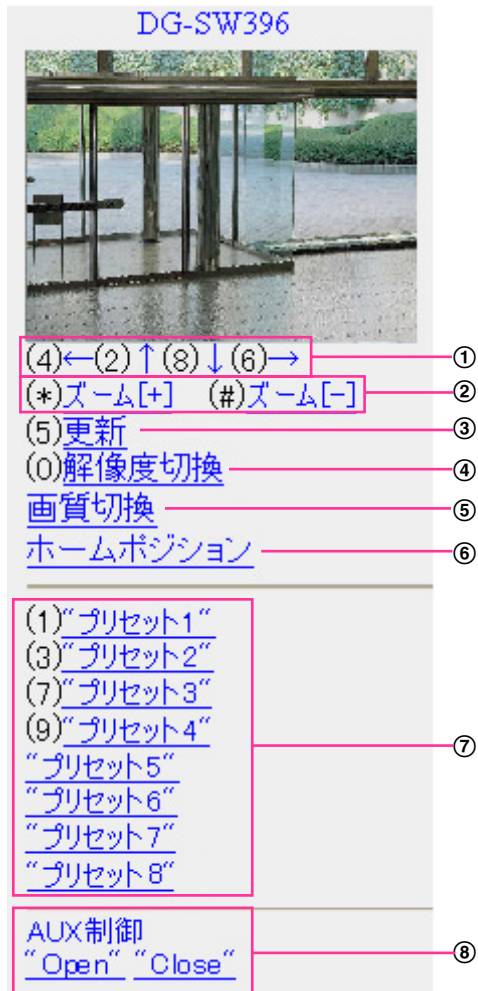 DG-SW396
(4)←(2)↑(8)↓(6)→ ①
(*)ズーム[+] (#)ズーム[-] ②
(5)更新 ③
(0)解像度切換 ④
画質切換 ⑤
ホームポジション ⑥
(1)“プリセット1“
(3)“プリセット2“
(7)“プリセット3“
(9)“プリセット4“ ⑦
“プリセット5“
“プリセット6“
“プリセット7“
“プリセット8“
AUX制御
“Open“ “Close“ ⑧